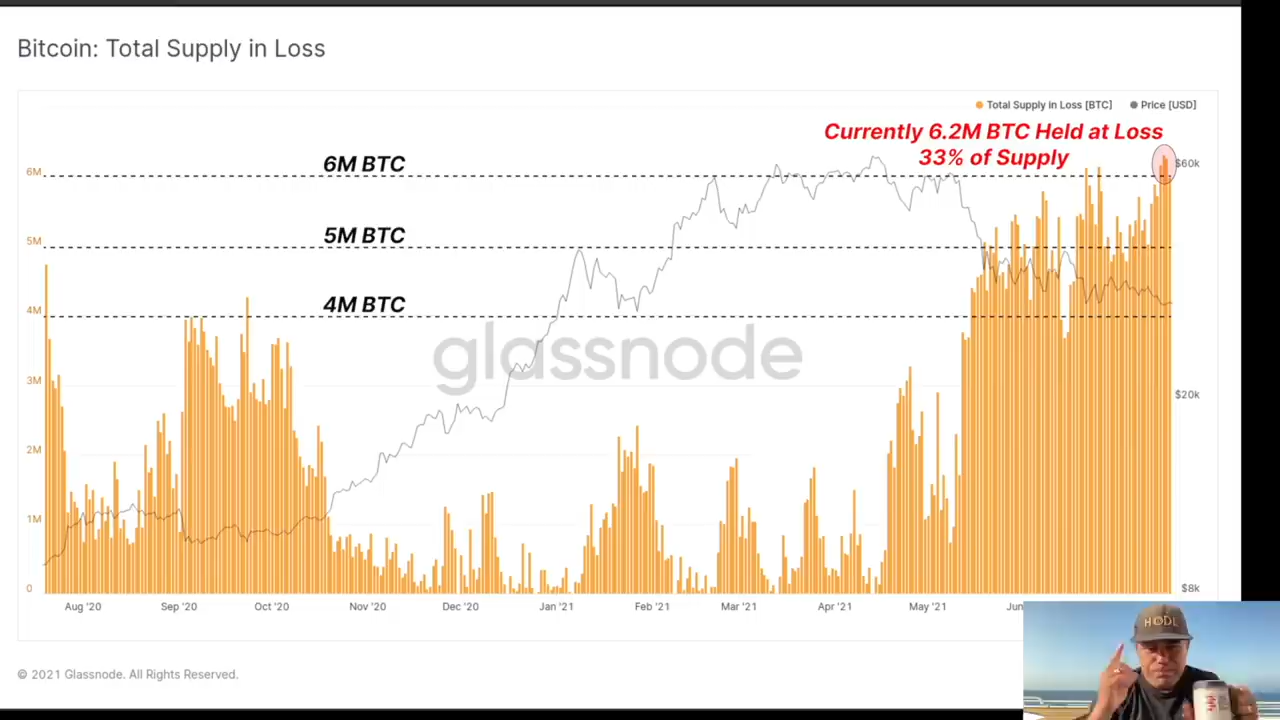 Bitcoin: Total Supply in Loss
Total Supply in Loss [BTC] Price [USD]
Currently 6.2M BTC Held at Loss
33% of Supply
6M BTC
5M BTC
4M BTC
6M
5M
4M
3M
2M
1M
0
$60k
$20k
$8k
glassnode
Aug '20 Sep '20 Oct '20 Nov '20 Dec '20 Jan '21 Feb '21 Mar '21 Apr '21 May '21 Jun
© 2021 Glassnode. All Rights Reserved.
HODL